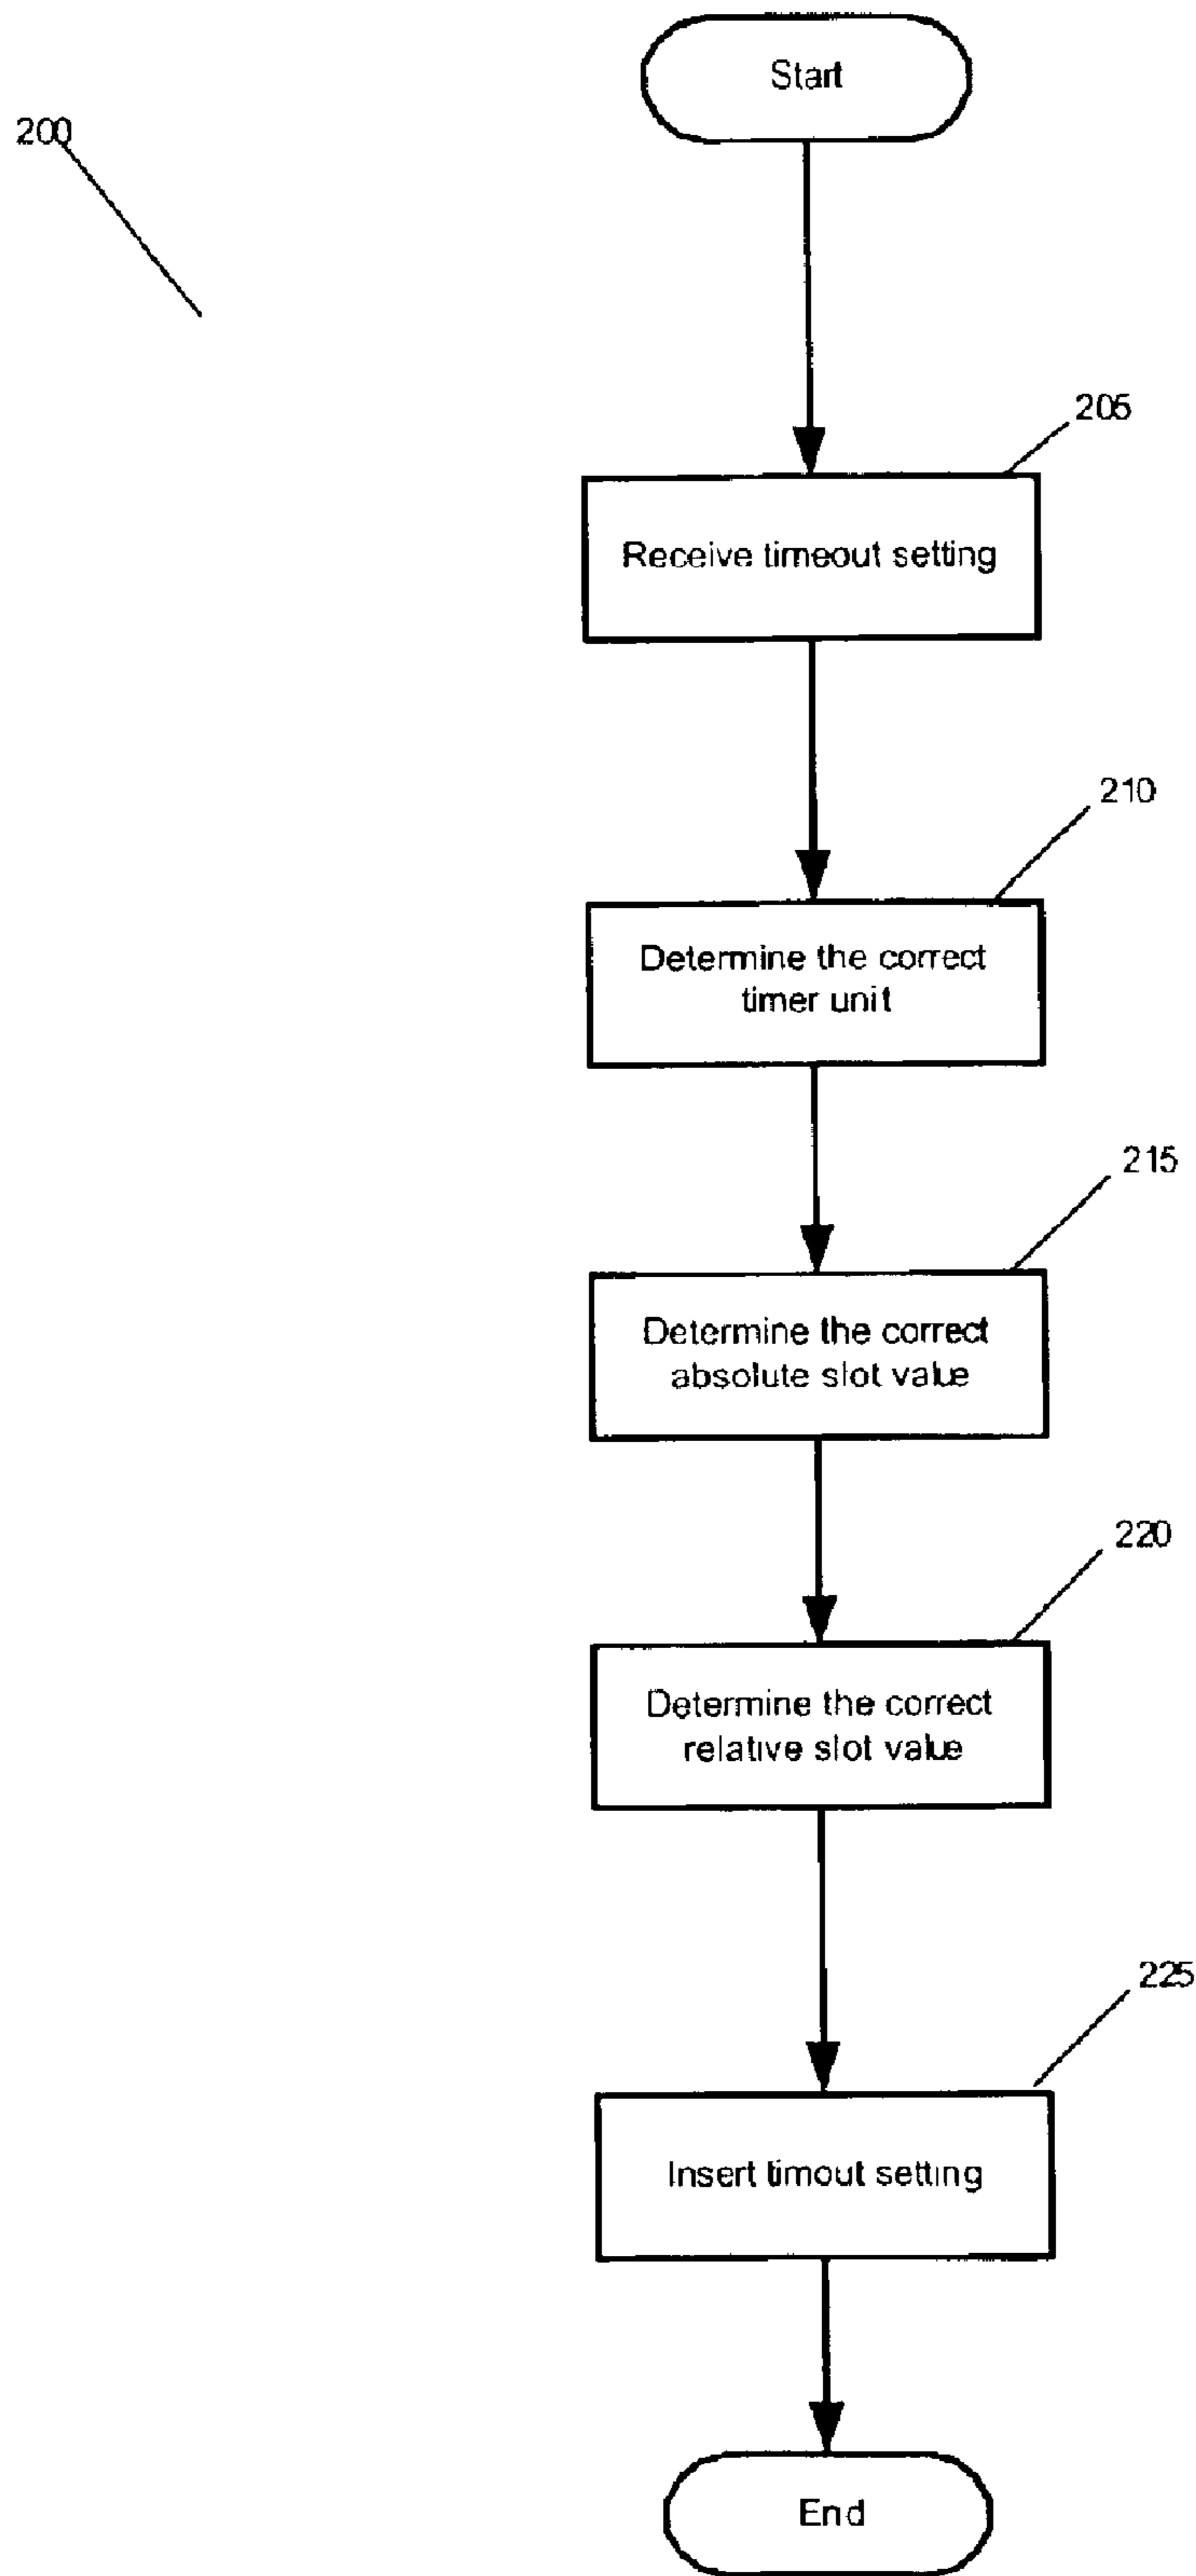 Start
200
205
Receive timeout setting
210
Determine the correct
timer unit
215
Determine the correct
absolute slot value
220
Determine the correct
relative slot value
225
Insert timout setting
End